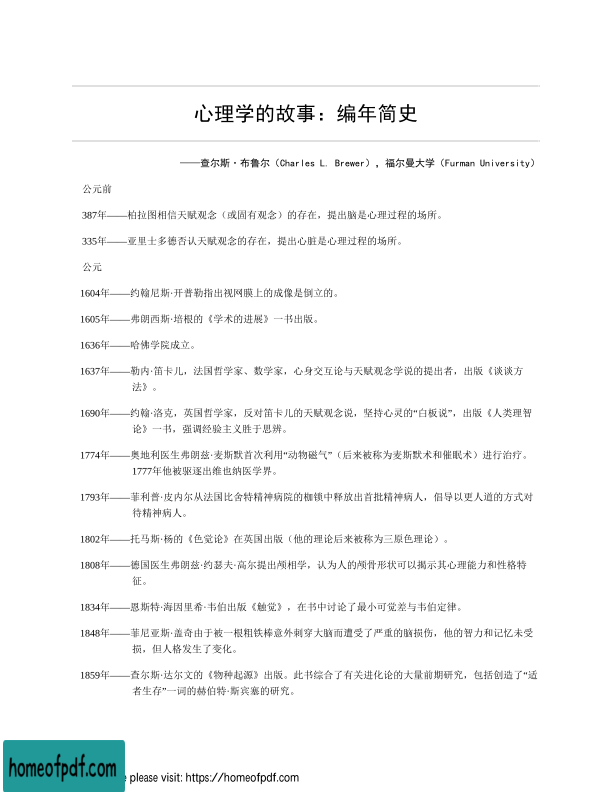 心理学的故事：编年简史
——查尔斯·布鲁尔（Charles L. Brewer），福尔曼大学（Furman University）
公元前
387年——柏拉图相信天赋观念（或固有观念）的存在，提出脑是心理过程的场所。
335年——亚里士多德否认天赋观念的存在，提出心脏是心理过程的场所。
公元
1604年——约翰尼斯·开普勒指出视网膜上的成像是倒立的。
1605年——弗朗西斯·培根的《学术的进展》一书出版。
1636年——哈佛学院成立。
1637年——勒内·笛卡儿，法国哲学家、数学家，心身交互论与天赋观念学说的提出者，出版《谈谈方
法》。
1690年——约翰·洛克，英国哲学家，反对笛卡儿的天赋观念说，坚持心灵的“白板说”，出版《人类理智
论》一书，强调经验主义胜于思辨。
1774年——奥地利医生弗朗兹·麦斯默首次利用“动物磁气”（后来被称为麦斯默术和催眠术）进行治疗。
1777年他被驱逐出维也纳医学界。
1793年——菲利普·皮内尔从法国比舍特精神病院的枷锁中释放出首批精神病人，倡导以更人道的方式对
待精神病人。
1802年——托马斯·杨的《色觉论》在英国出版（他的理论后来被称为三原色理论）。
1808年——德国医生弗朗兹·约瑟夫·高尔提出颅相学，认为人的颅骨形状可以揭示其心理能力和性格特
征。
1834年——恩斯特·海因里希·韦伯出版《触觉》，在书中讨论了最小可觉差与韦伯定律。
1848年——菲尼亚斯·盖奇由于被一根粗铁棒意外刺穿大脑而遭受了严重的脑损伤，他的智力和记忆未受
损，但人格发生了变化。
1859年——查尔斯·达尔文的《物种起源》出版。此书综合了有关进化论的大量前期研究，包括创造了“适
者生存”一词的赫伯特·斯宾塞的研究。
homeofpdf.com
e please visit: https://homeofpdf.com